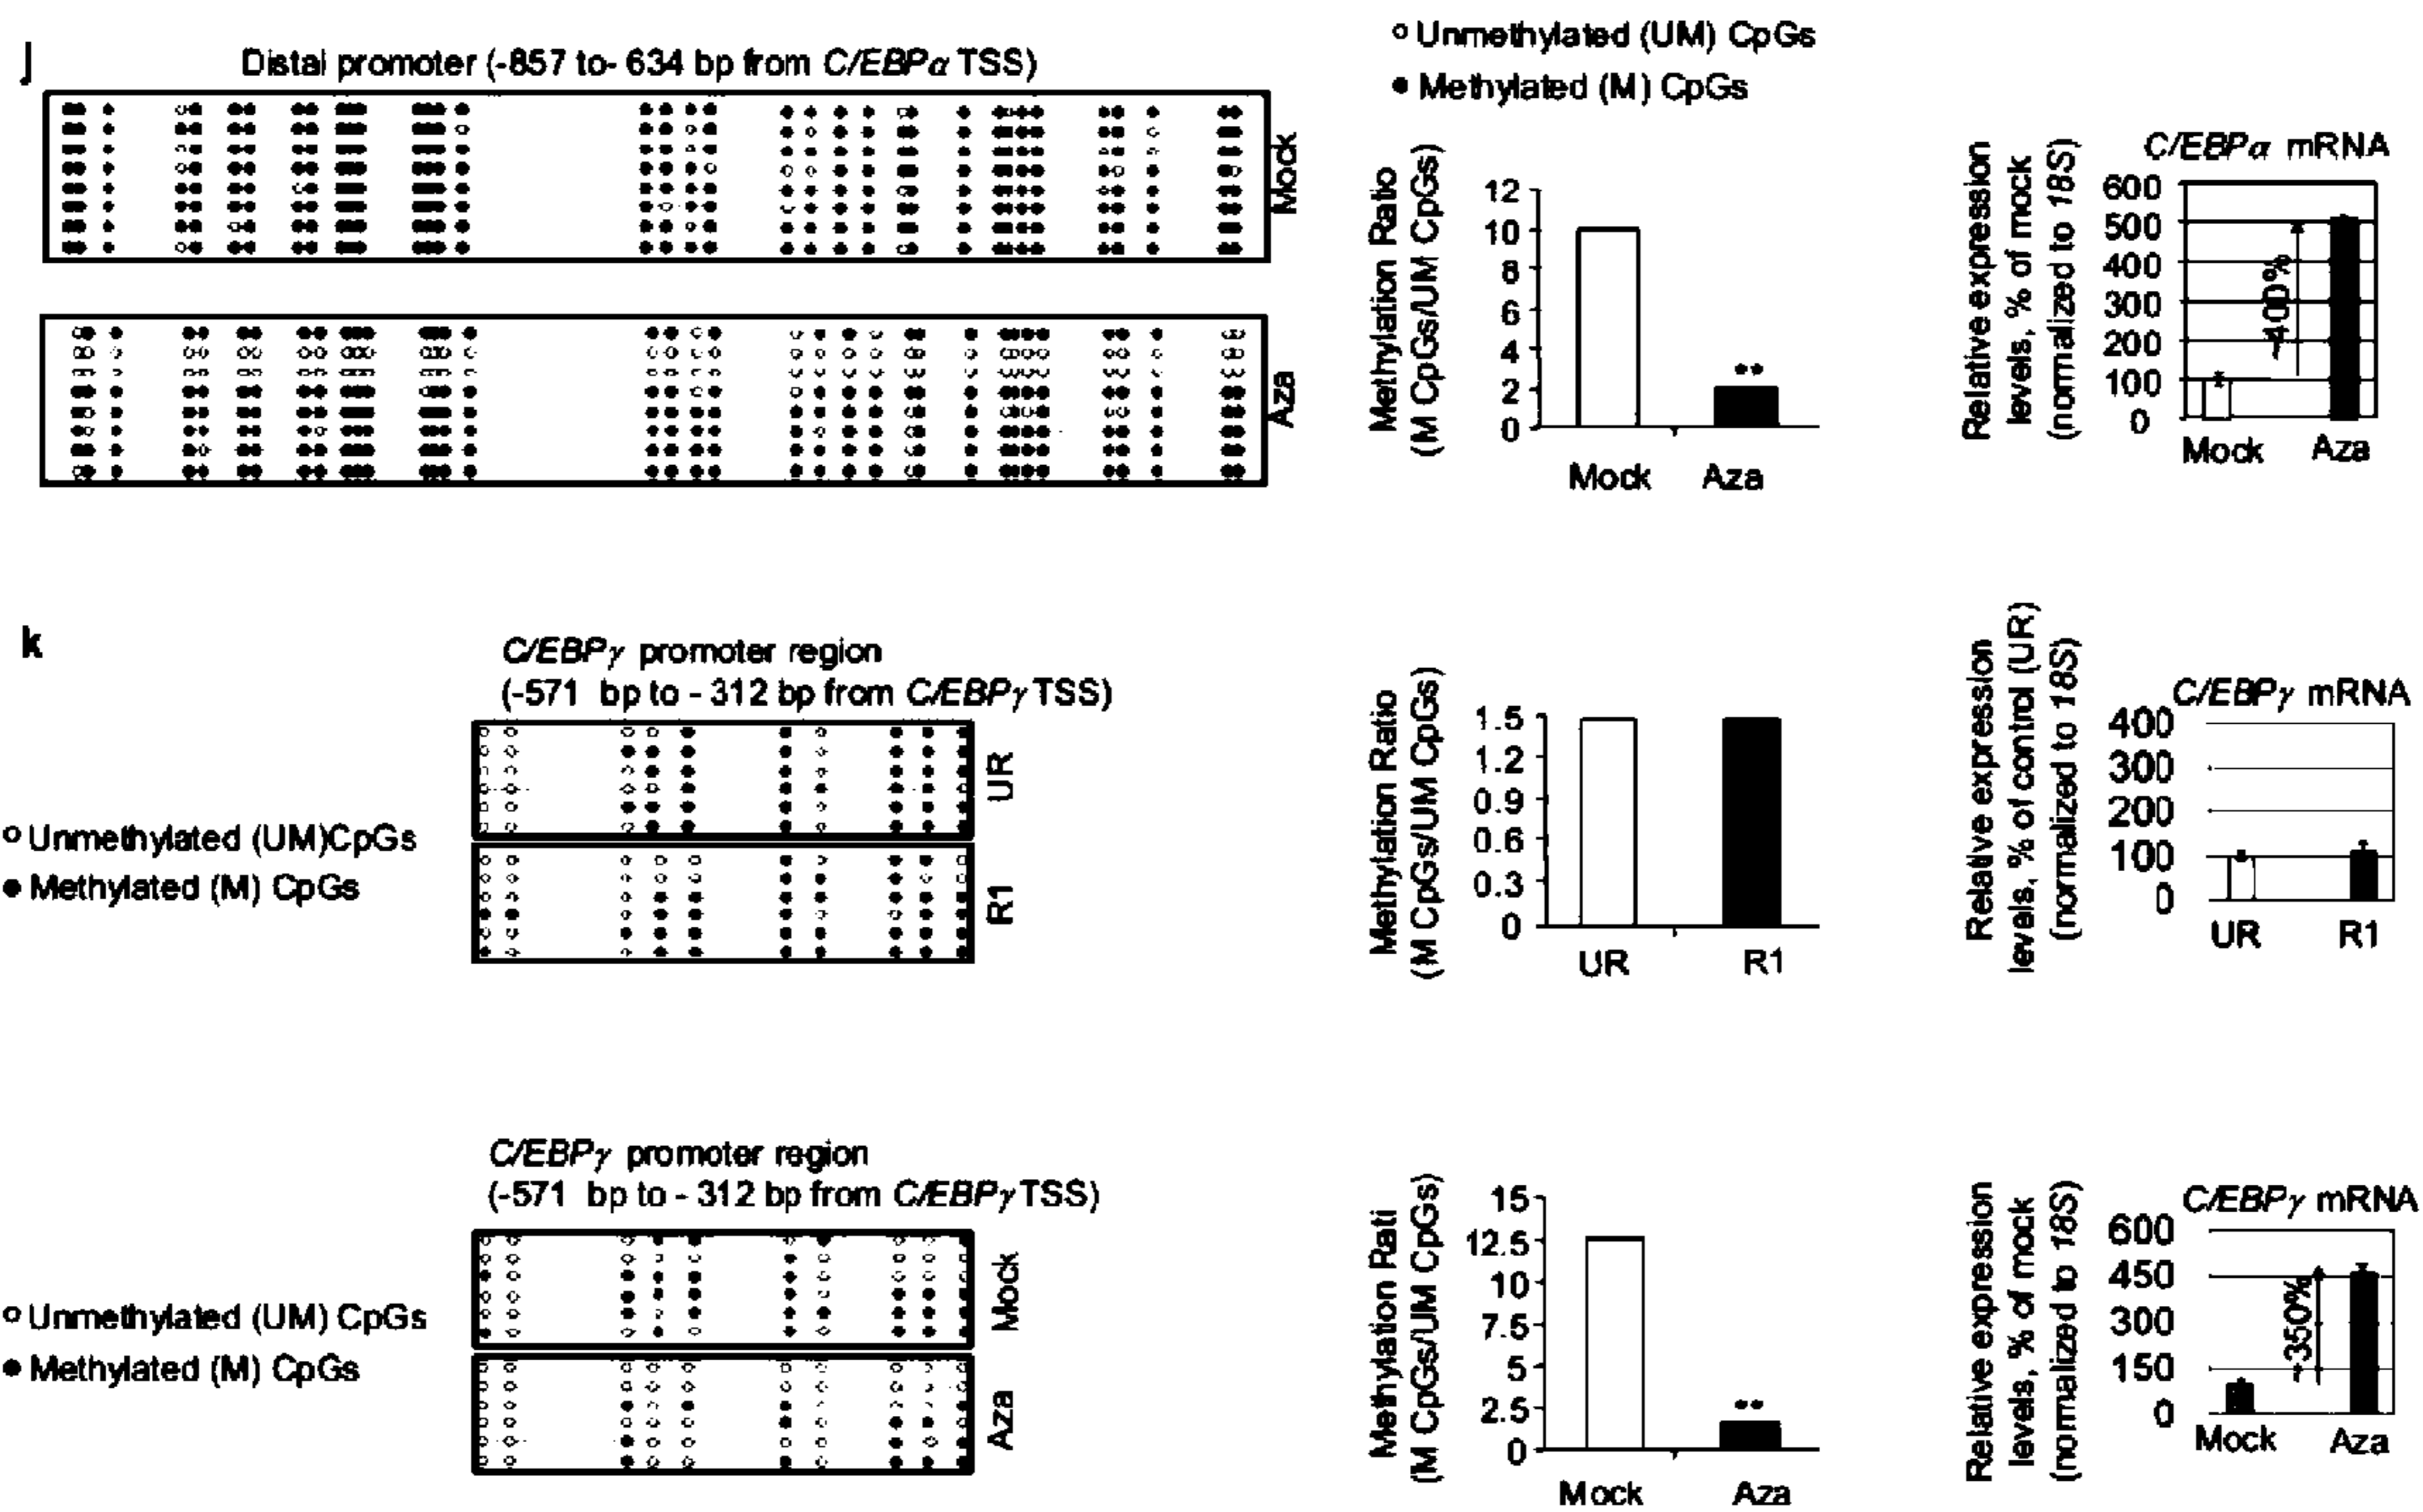 j
Distal promoter (-857 to- 634 bp from C/EBPα TSS)
Mock
Aza
○ Unmethylated (UM) CpGs
● Methylated (M) CpGs
Methylation Ratio
(M CpGs/UM CpGs)
12
10
8
6
4
2
0
**
Mock Aza
Relative expression
levels, % of mock
(normalized to 18S)
C/EBPα mRNA
600
500
400
300
200
100
0
~400%
Mock Aza
k
C/EBPγ promoter region
(-571 bp to - 312 bp from C/EBPγ TSS)
UR
R1
○ Unmethylated (UM)CpGs
● Methylated (M) CpGs
Methylation Ratio
(M CpGs/UM CpGs)
1.5
1.2
0.9
0.6
0.3
0
UR R1
Relative expression
levels, % of control (UR)
(normalized to 18S)
C/EBPγ mRNA
400
300
200
100
0
UR R1
C/EBPγ promoter region
(-571 bp to - 312 bp from C/EBPγ TSS)
Mock
Aza
○ Unmethylated (UM) CpGs
● Methylated (M) CpGs
Methylation Rati
(M CpGs/UM CpGs)
15
12.5
10
7.5
5
2.5
0
**
Mock Aza
Relative expression
levels, % of mock
(normalized to 18S)
C/EBPγ mRNA
600
450
300
150
0
~350%
Mock Aza